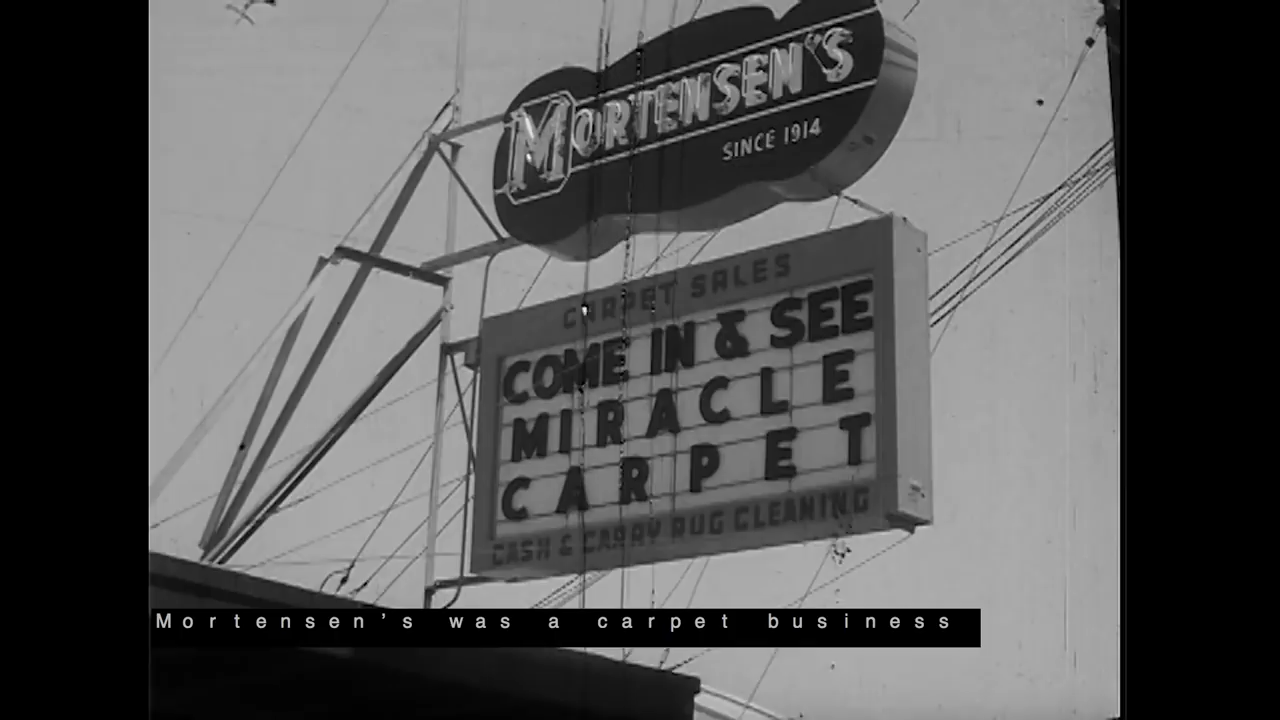 MORTENSEN'S
SINCE 1914
CARPET SALES
COME IN & SEE
MIRACLE
CARPET
CASH & CARRY RUG CLEANING
Mortensen's was a carpet business